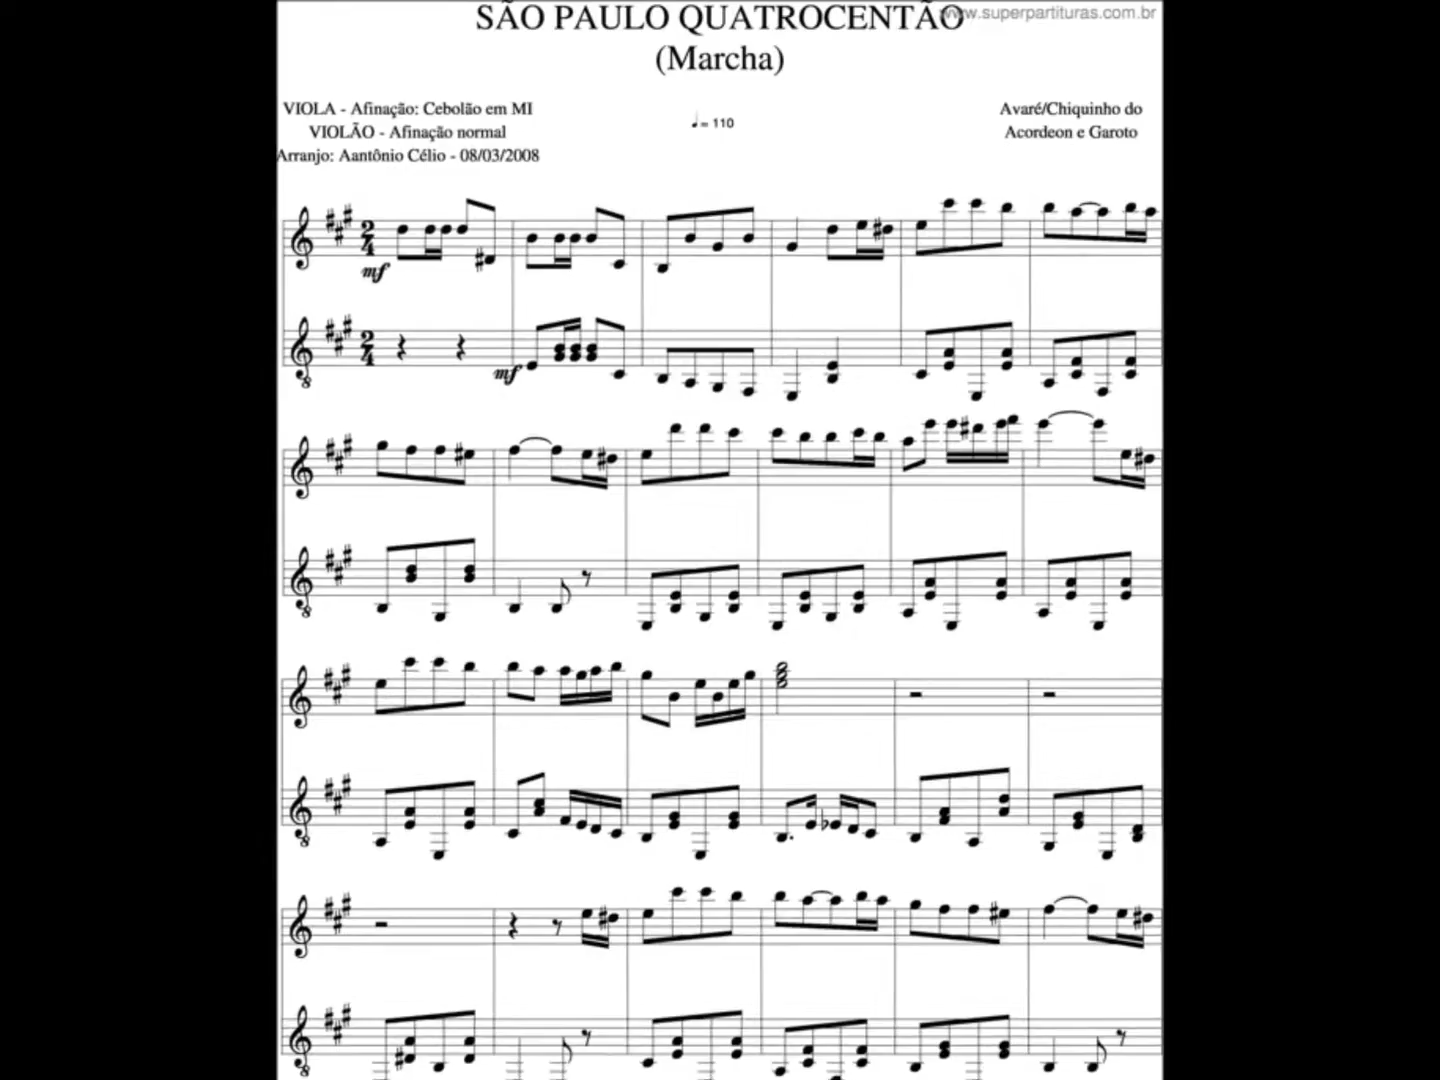 SÃO PAULO QUATROCENTÃO
www.superpartituras.com.br
(Marcha)
VIOLA - Afinação: Cebolão em MI
VIOLÃO - Afinação normal
Arranjo: Aantônio Célio - 08/03/2008
♩ = 110
Avaré/Chiquinho do
Acordeon e Garoto
mf
mf